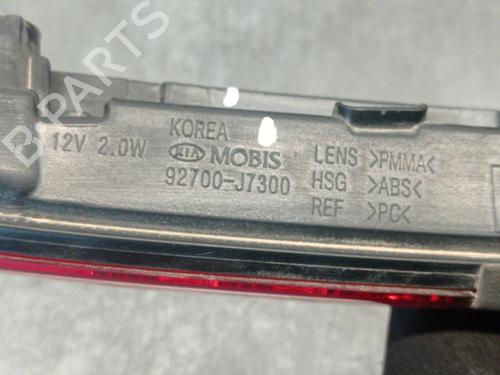 B-PARTS
KOREA
12V 2.0W
KIA MOBIS
92700-J7300
LENS >PMMA<
HSG >ABS<
REF >PC<